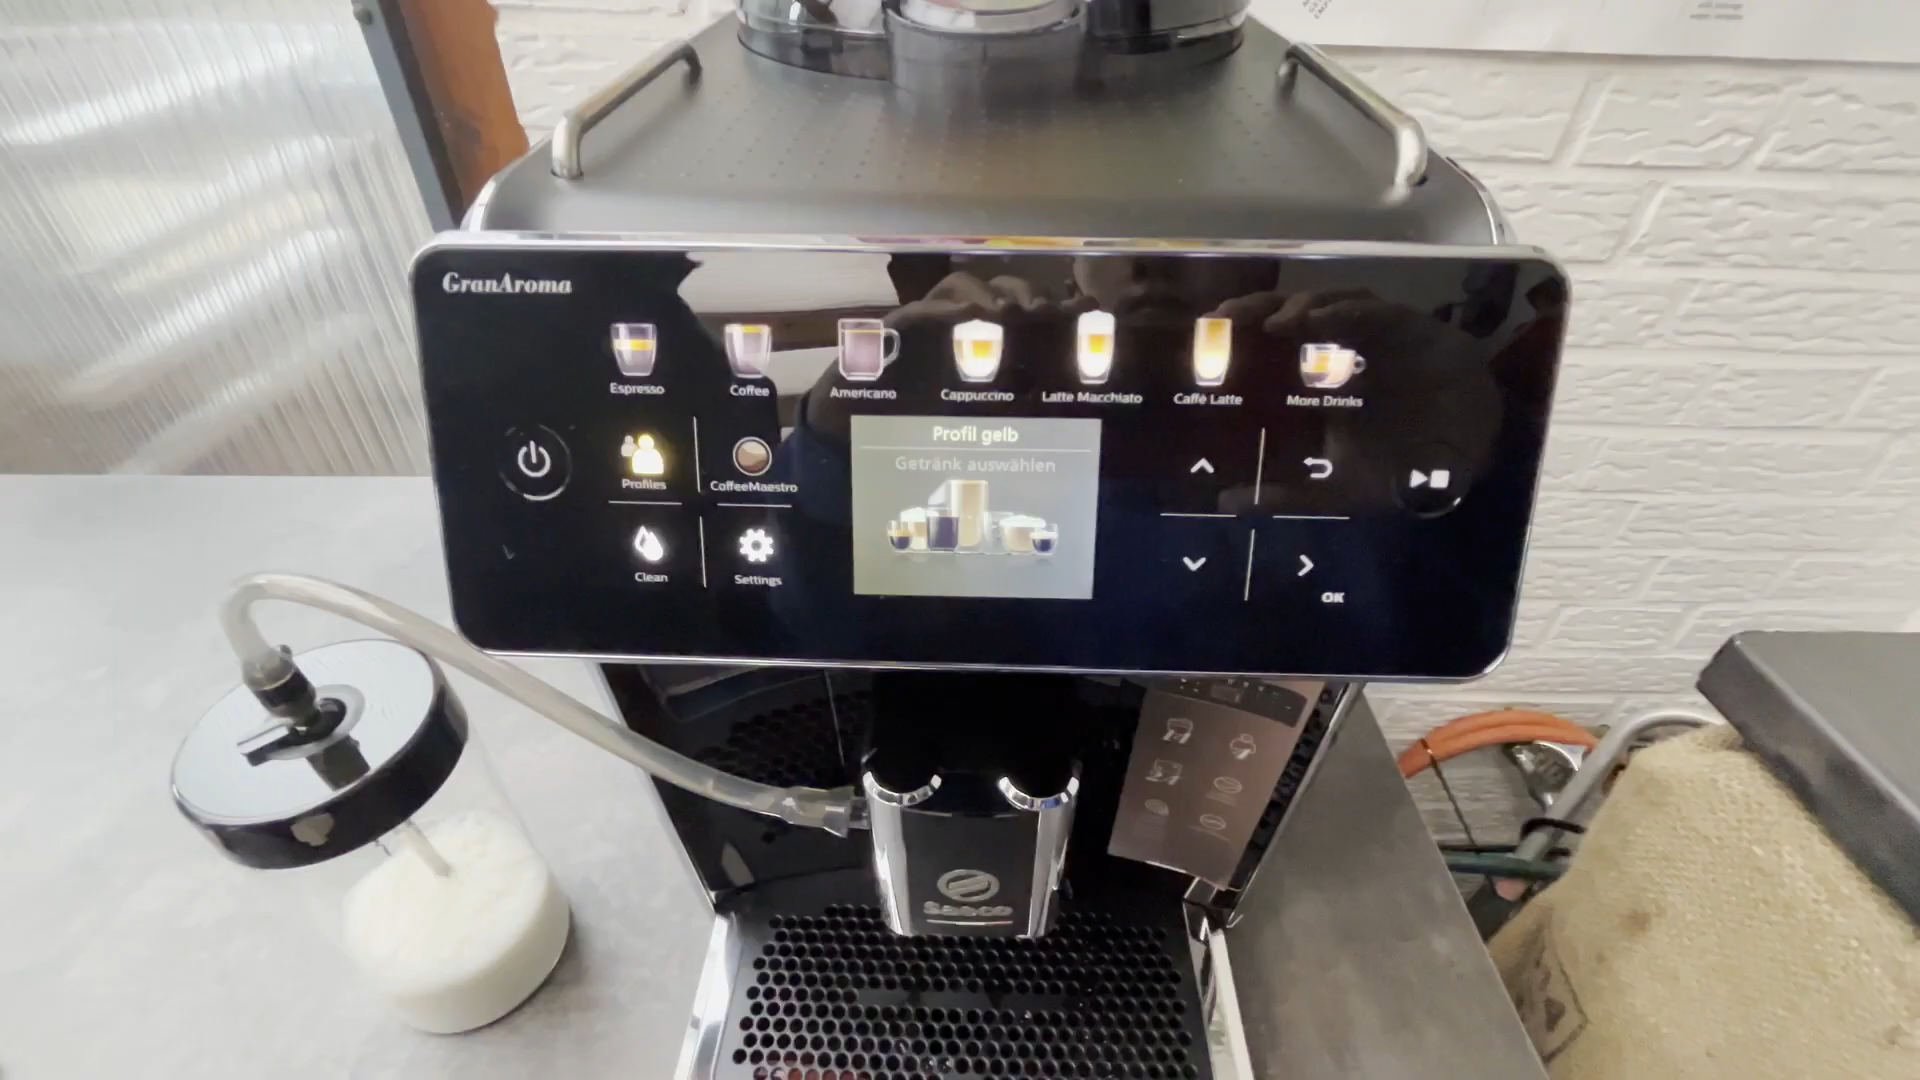 GranAroma
Espresso
Coffee
Americano
Cappuccino
Latte Macchiato
Caffè Latte
More Drinks
Profiles
CoffeeMaestro
Clean
Settings
Profil gelb
Getränk auswählen
OK
Saeco